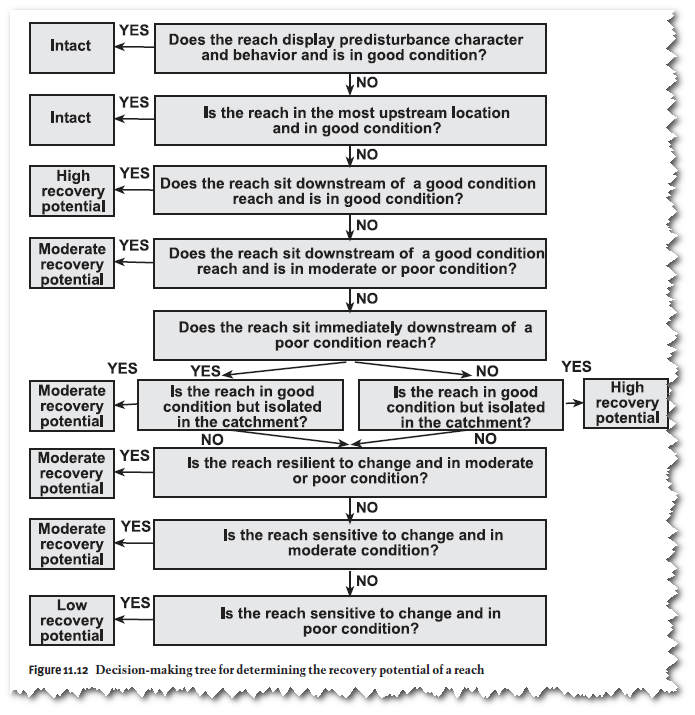 YES
Intact
Does the reach display predisturbance character
and behavior and is in good condition?
NO
YES
Intact
Is the reach in the most upstream location
and in good condition?
NO
High
recovery
potential
YES
Does the reach sit downstream of a good condition
reach and is in good condition?
NO
Moderate
recovery
potential
YES
Does the reach sit downstream of a good condition
reach and is in moderate or poor condition?
NO
Does the reach sit immediately downstream of a
poor condition reach?
YES
NO
YES
Moderate
recovery
potential
Is the reach in good
condition but isolated
in the catchment?
NO
Is the reach in good
condition but isolated
in the catchment?
NO
YES
High
recovery
potential
Moderate
recovery
potential
YES
Is the reach resilient to change and in moderate
or poor condition?
NO
Moderate
recovery
potential
YES
Is the reach sensitive to change and in
moderate condition?
NO
Low
recovery
potential
YES
Is the reach sensitive to change and in
poor condition?
Figure 11.12 Decision-making tree for determining the recovery potential of a reach